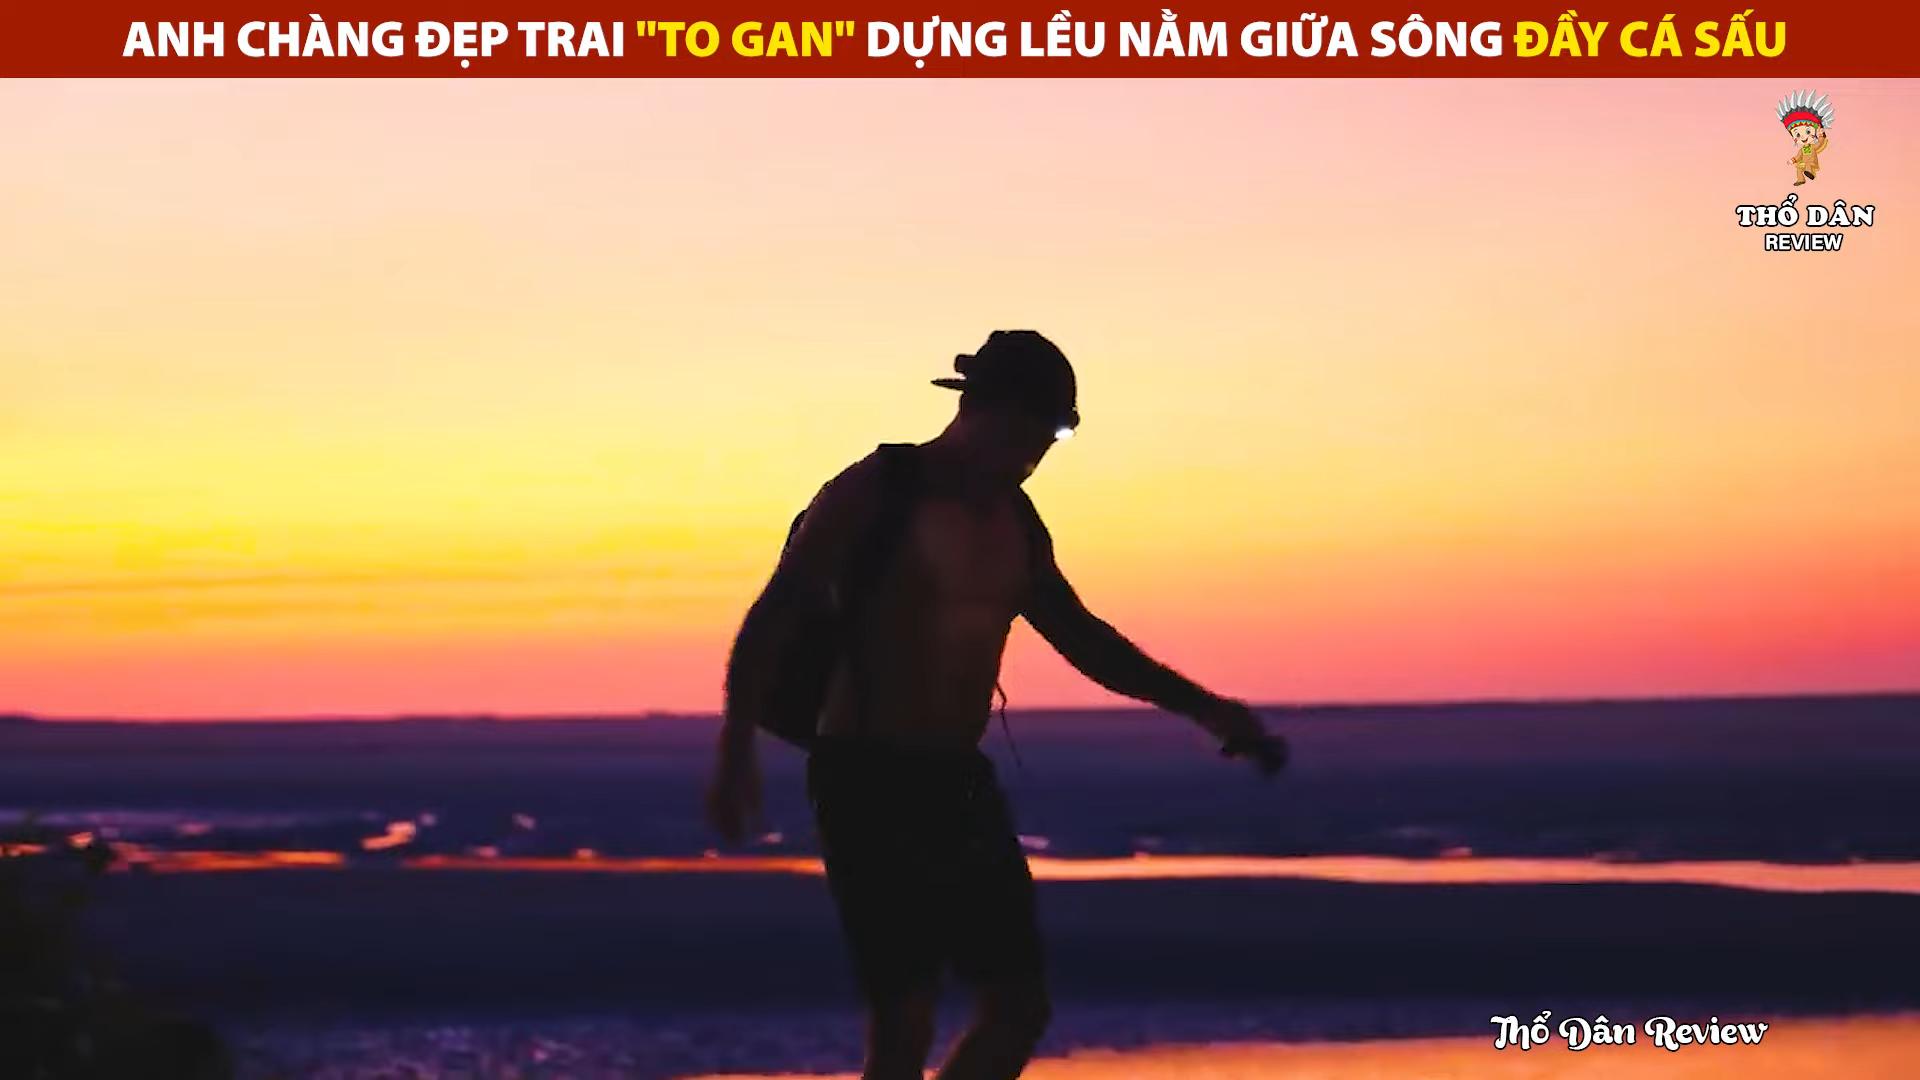 ANH CHÀNG ĐẸP TRAI "TO GAN" DỰNG LỀU NẰM GIỮA SÔNG ĐẦY CÁ SẤU
THỔ DÂN
REVIEW
Thổ Dân Review